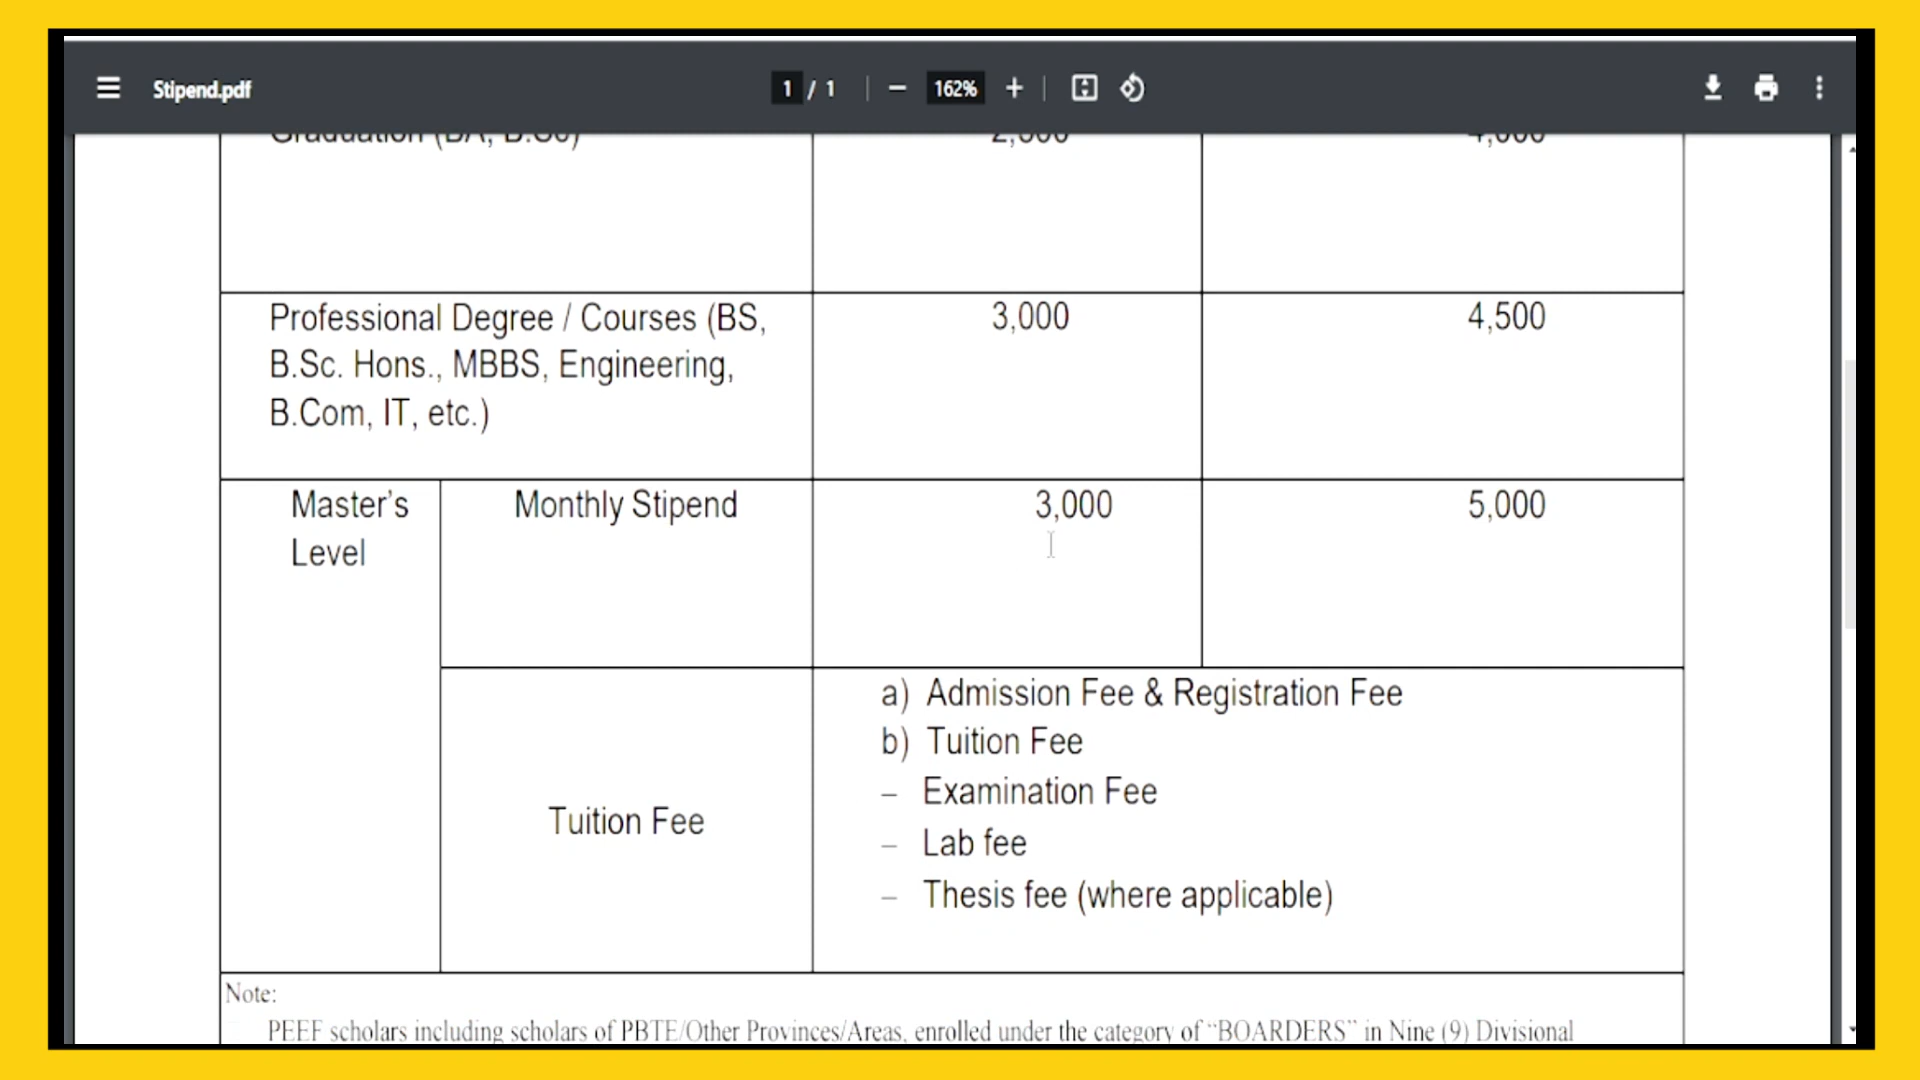 Stipend.pdf
1 / 1
162%
Graduation (BA, B.Sc)
Professional Degree / Courses (BS, B.Sc. Hons., MBBS, Engineering, B.Com, IT, etc.)
3,000
4,500
Master's
Level
Monthly Stipend
3,000
5,000
Tuition Fee
a) Admission Fee & Registration Fee
b) Tuition Fee
– Examination Fee
– Lab fee
– Thesis fee (where applicable)
Note:
PEEF scholars including scholars of PBTE/Other Provinces/Areas, enrolled under the category of “BOARDERS” in Nine (9) Divisional